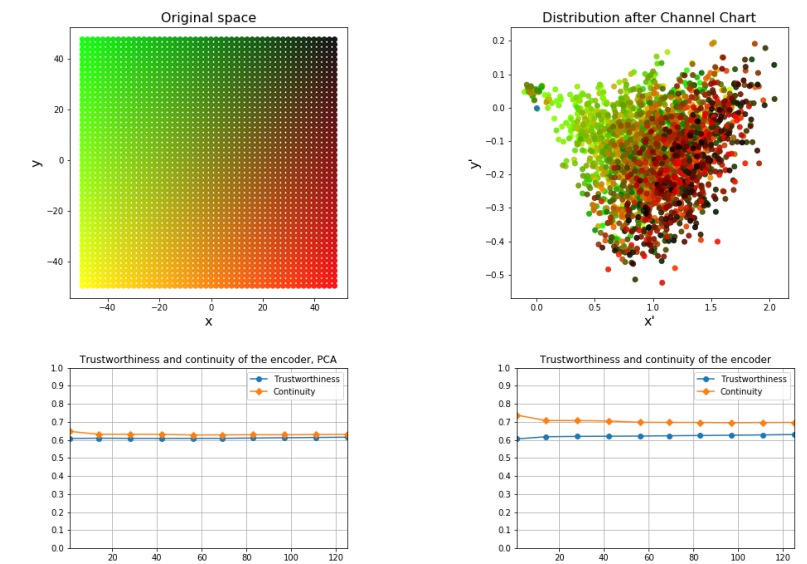 Original space
40
20
0
−20
−40
y
−40 −20 0 20 40
x
Distribution after Channel Chart
0.2
0.1
0.0
−0.1
−0.2
−0.3
−0.4
−0.5
y'
0.0 0.5 1.0 1.5 2.0
x'
Trustworthiness and continuity of the encoder, PCA
1.0
0.9
0.8
0.7
0.6
0.5
0.4
0.3
0.2
0.1
0.0
Trustworthiness
Continuity
20 40 60 80 100 120
Trustworthiness and continuity of the encoder
1.0
0.9
0.8
0.7
0.6
0.5
0.4
0.3
0.2
0.1
0.0
Trustworthiness
Continuity
20 40 60 80 100 120